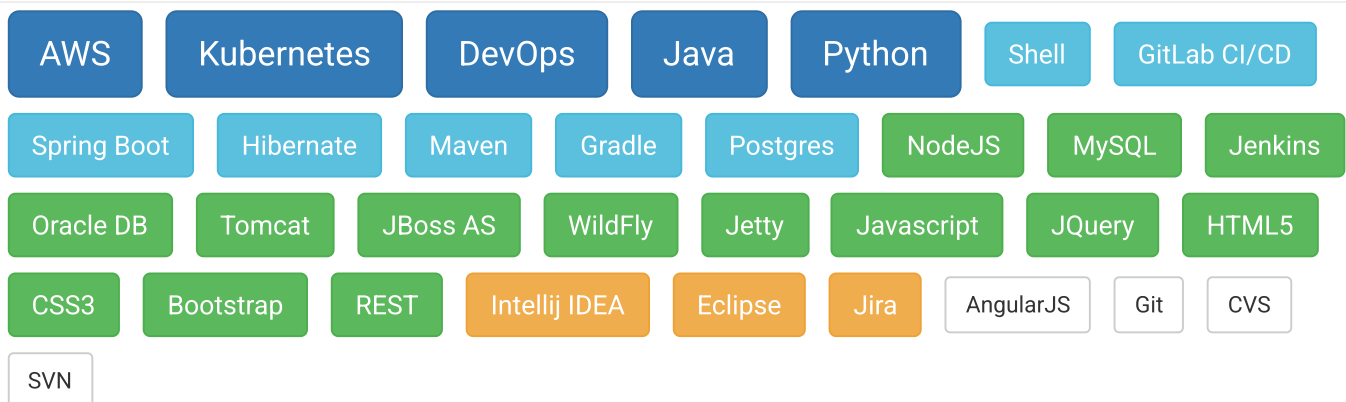 AWS Kubernetes DevOps Java Python Shell GitLab CI/CD
Spring Boot Hibernate Maven Gradle Postgres NodeJS MySQL Jenkins
Oracle DB Tomcat JBoss AS WildFly Jetty Javascript JQuery HTML5
CSS3 Bootstrap REST Intellij IDEA Eclipse Jira AngularJS Git CVS
SVN